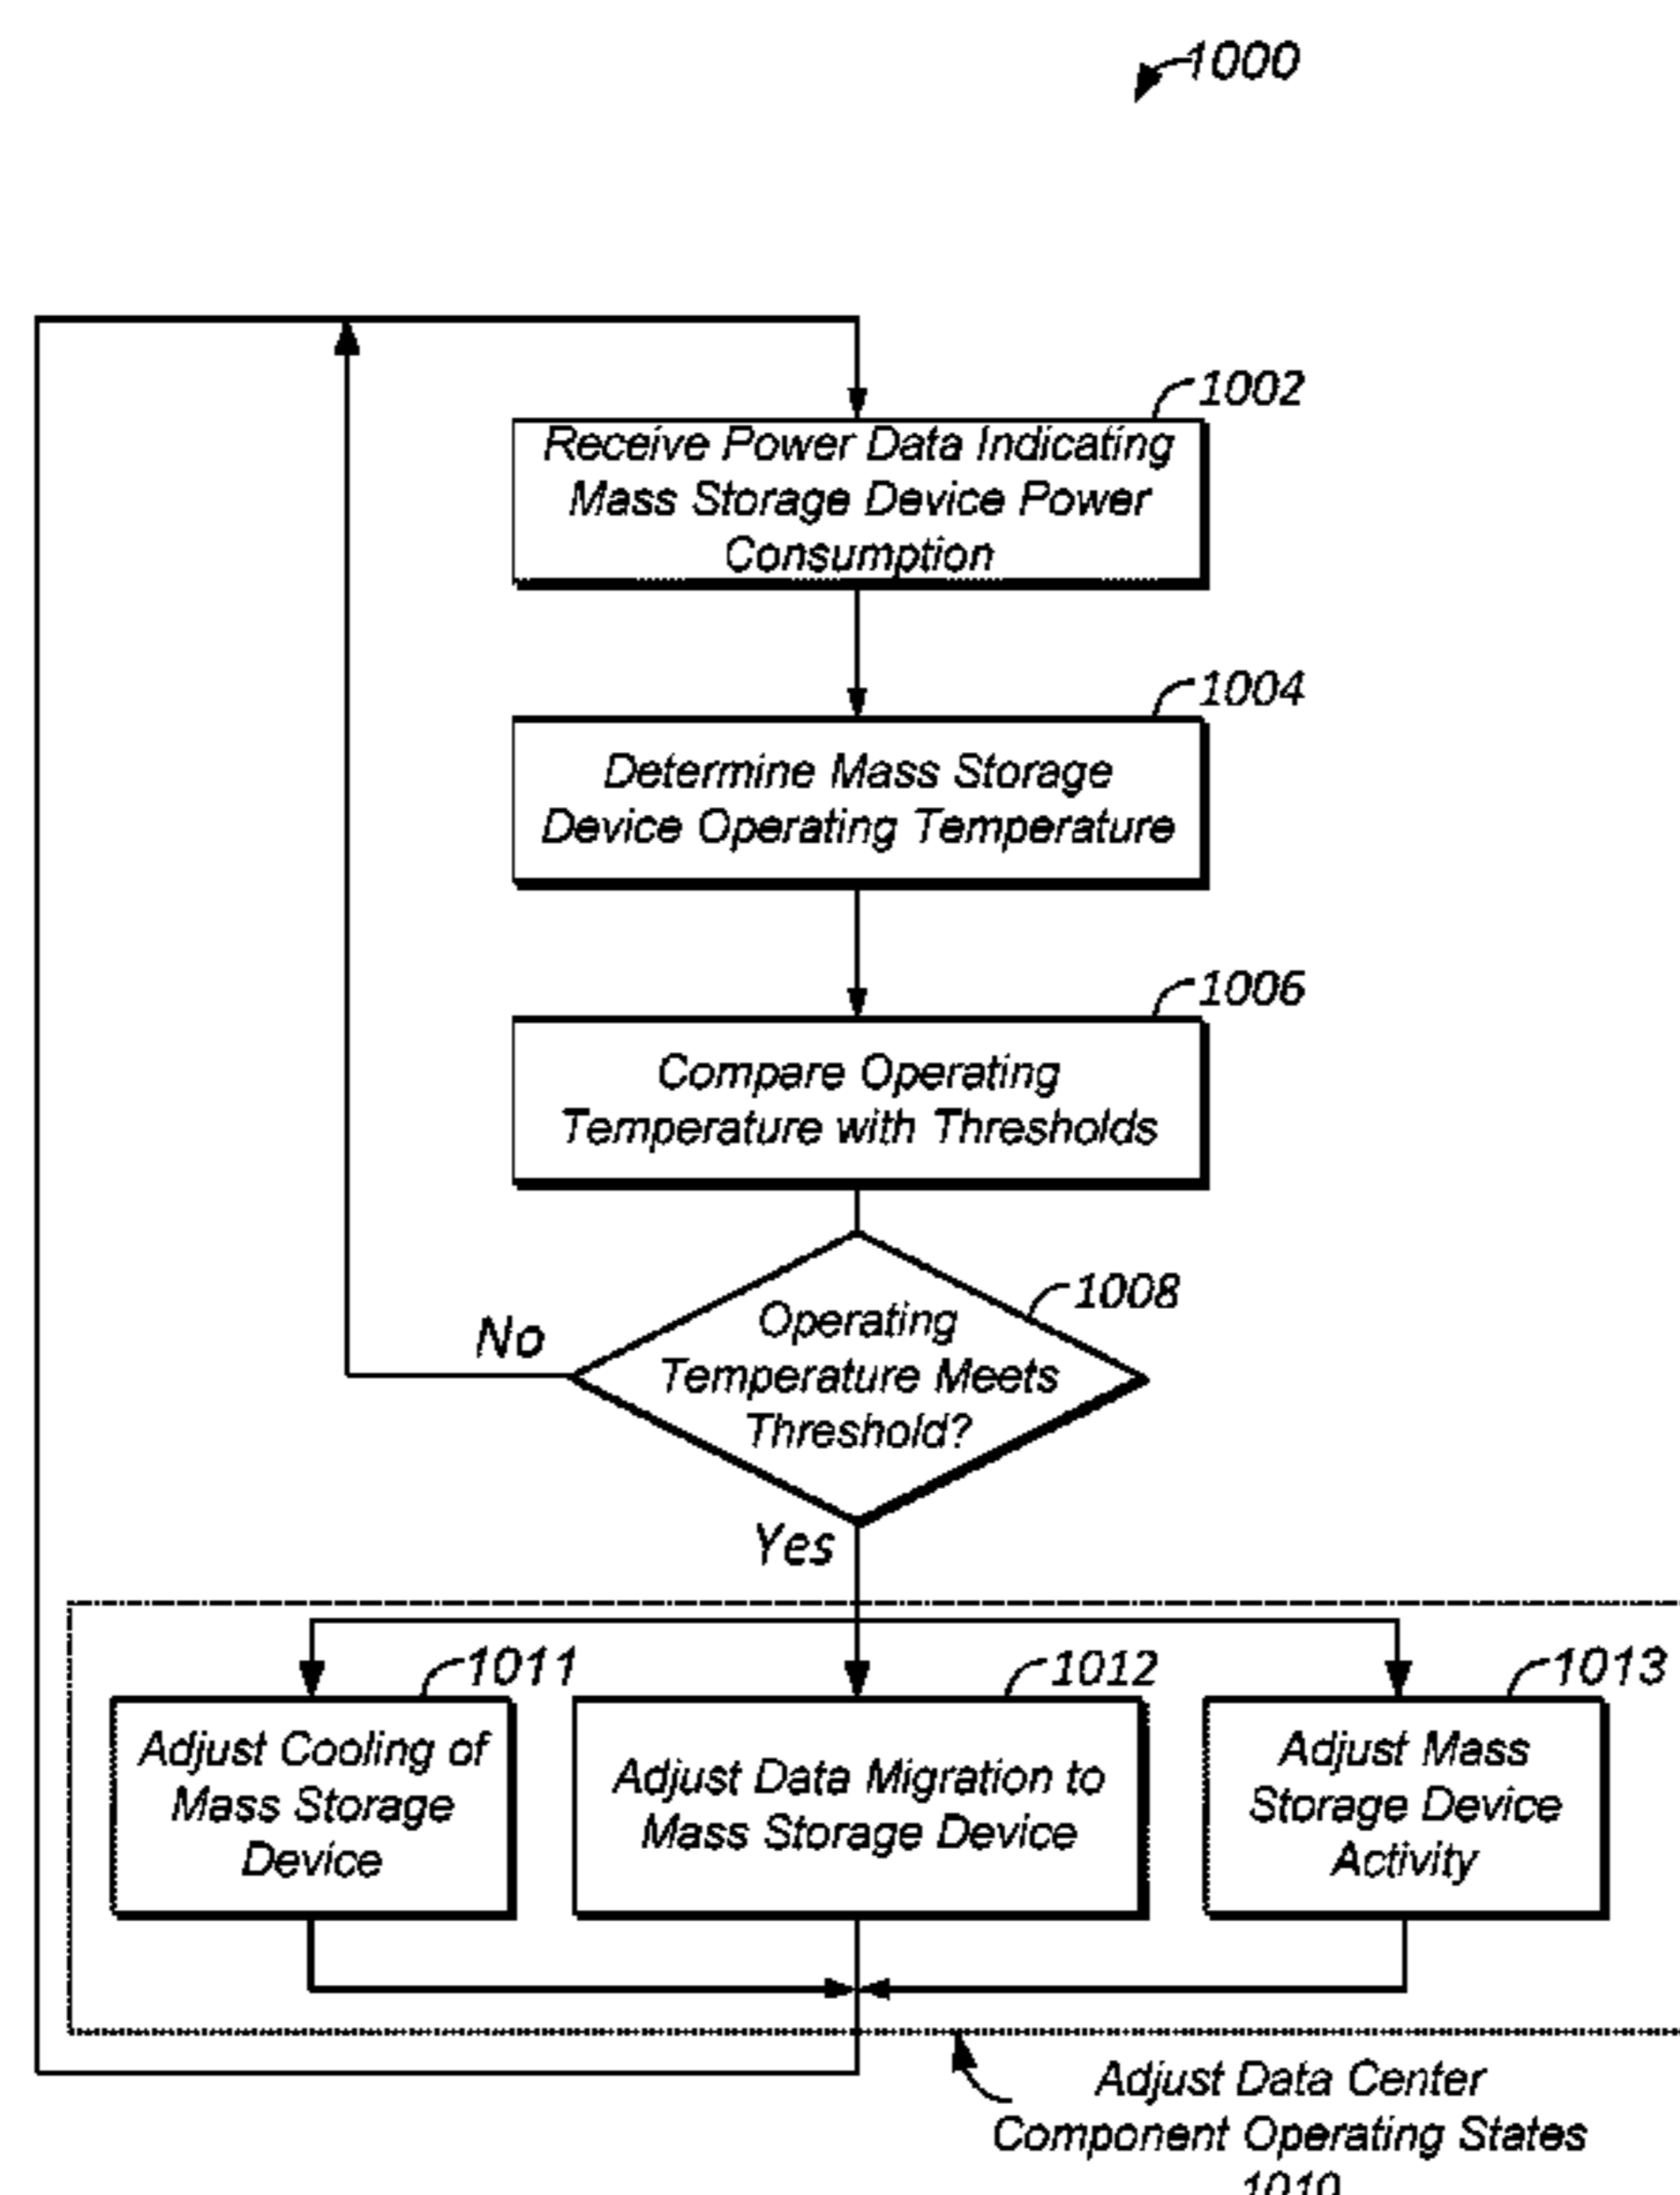 1000
1002
Receive Power Data Indicating
Mass Storage Device Power
Consumption
1004
Determine Mass Storage
Device Operating Temperature
1006
Compare Operating
Temperature with Thresholds
1008
Operating
Temperature Meets
Threshold?
No
Yes
1011
Adjust Cooling of
Mass Storage
Device
1012
Adjust Data Migration to
Mass Storage Device
1013
Adjust Mass
Storage Device
Activity
Adjust Data Center
Component Operating States
1010